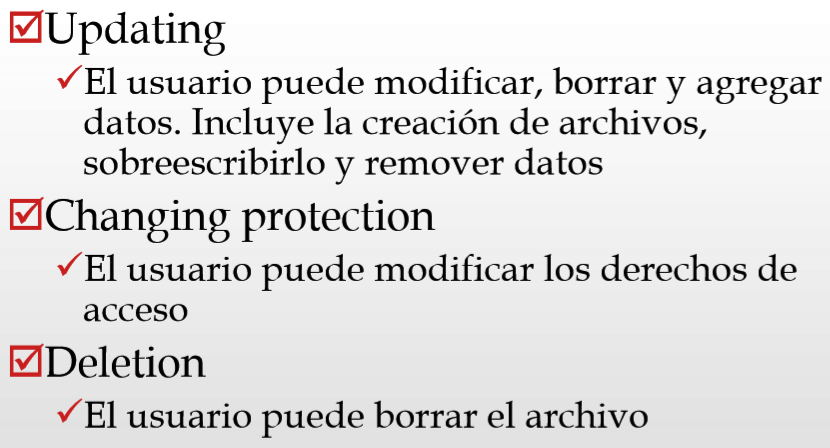 Updating
El usuario puede modificar, borrar y agregar
datos. Incluye la creación de archivos,
sobreescribirlo y remover datos
Changing protection
El usuario puede modificar los derechos de
acceso
Deletion
El usuario puede borrar el archivo